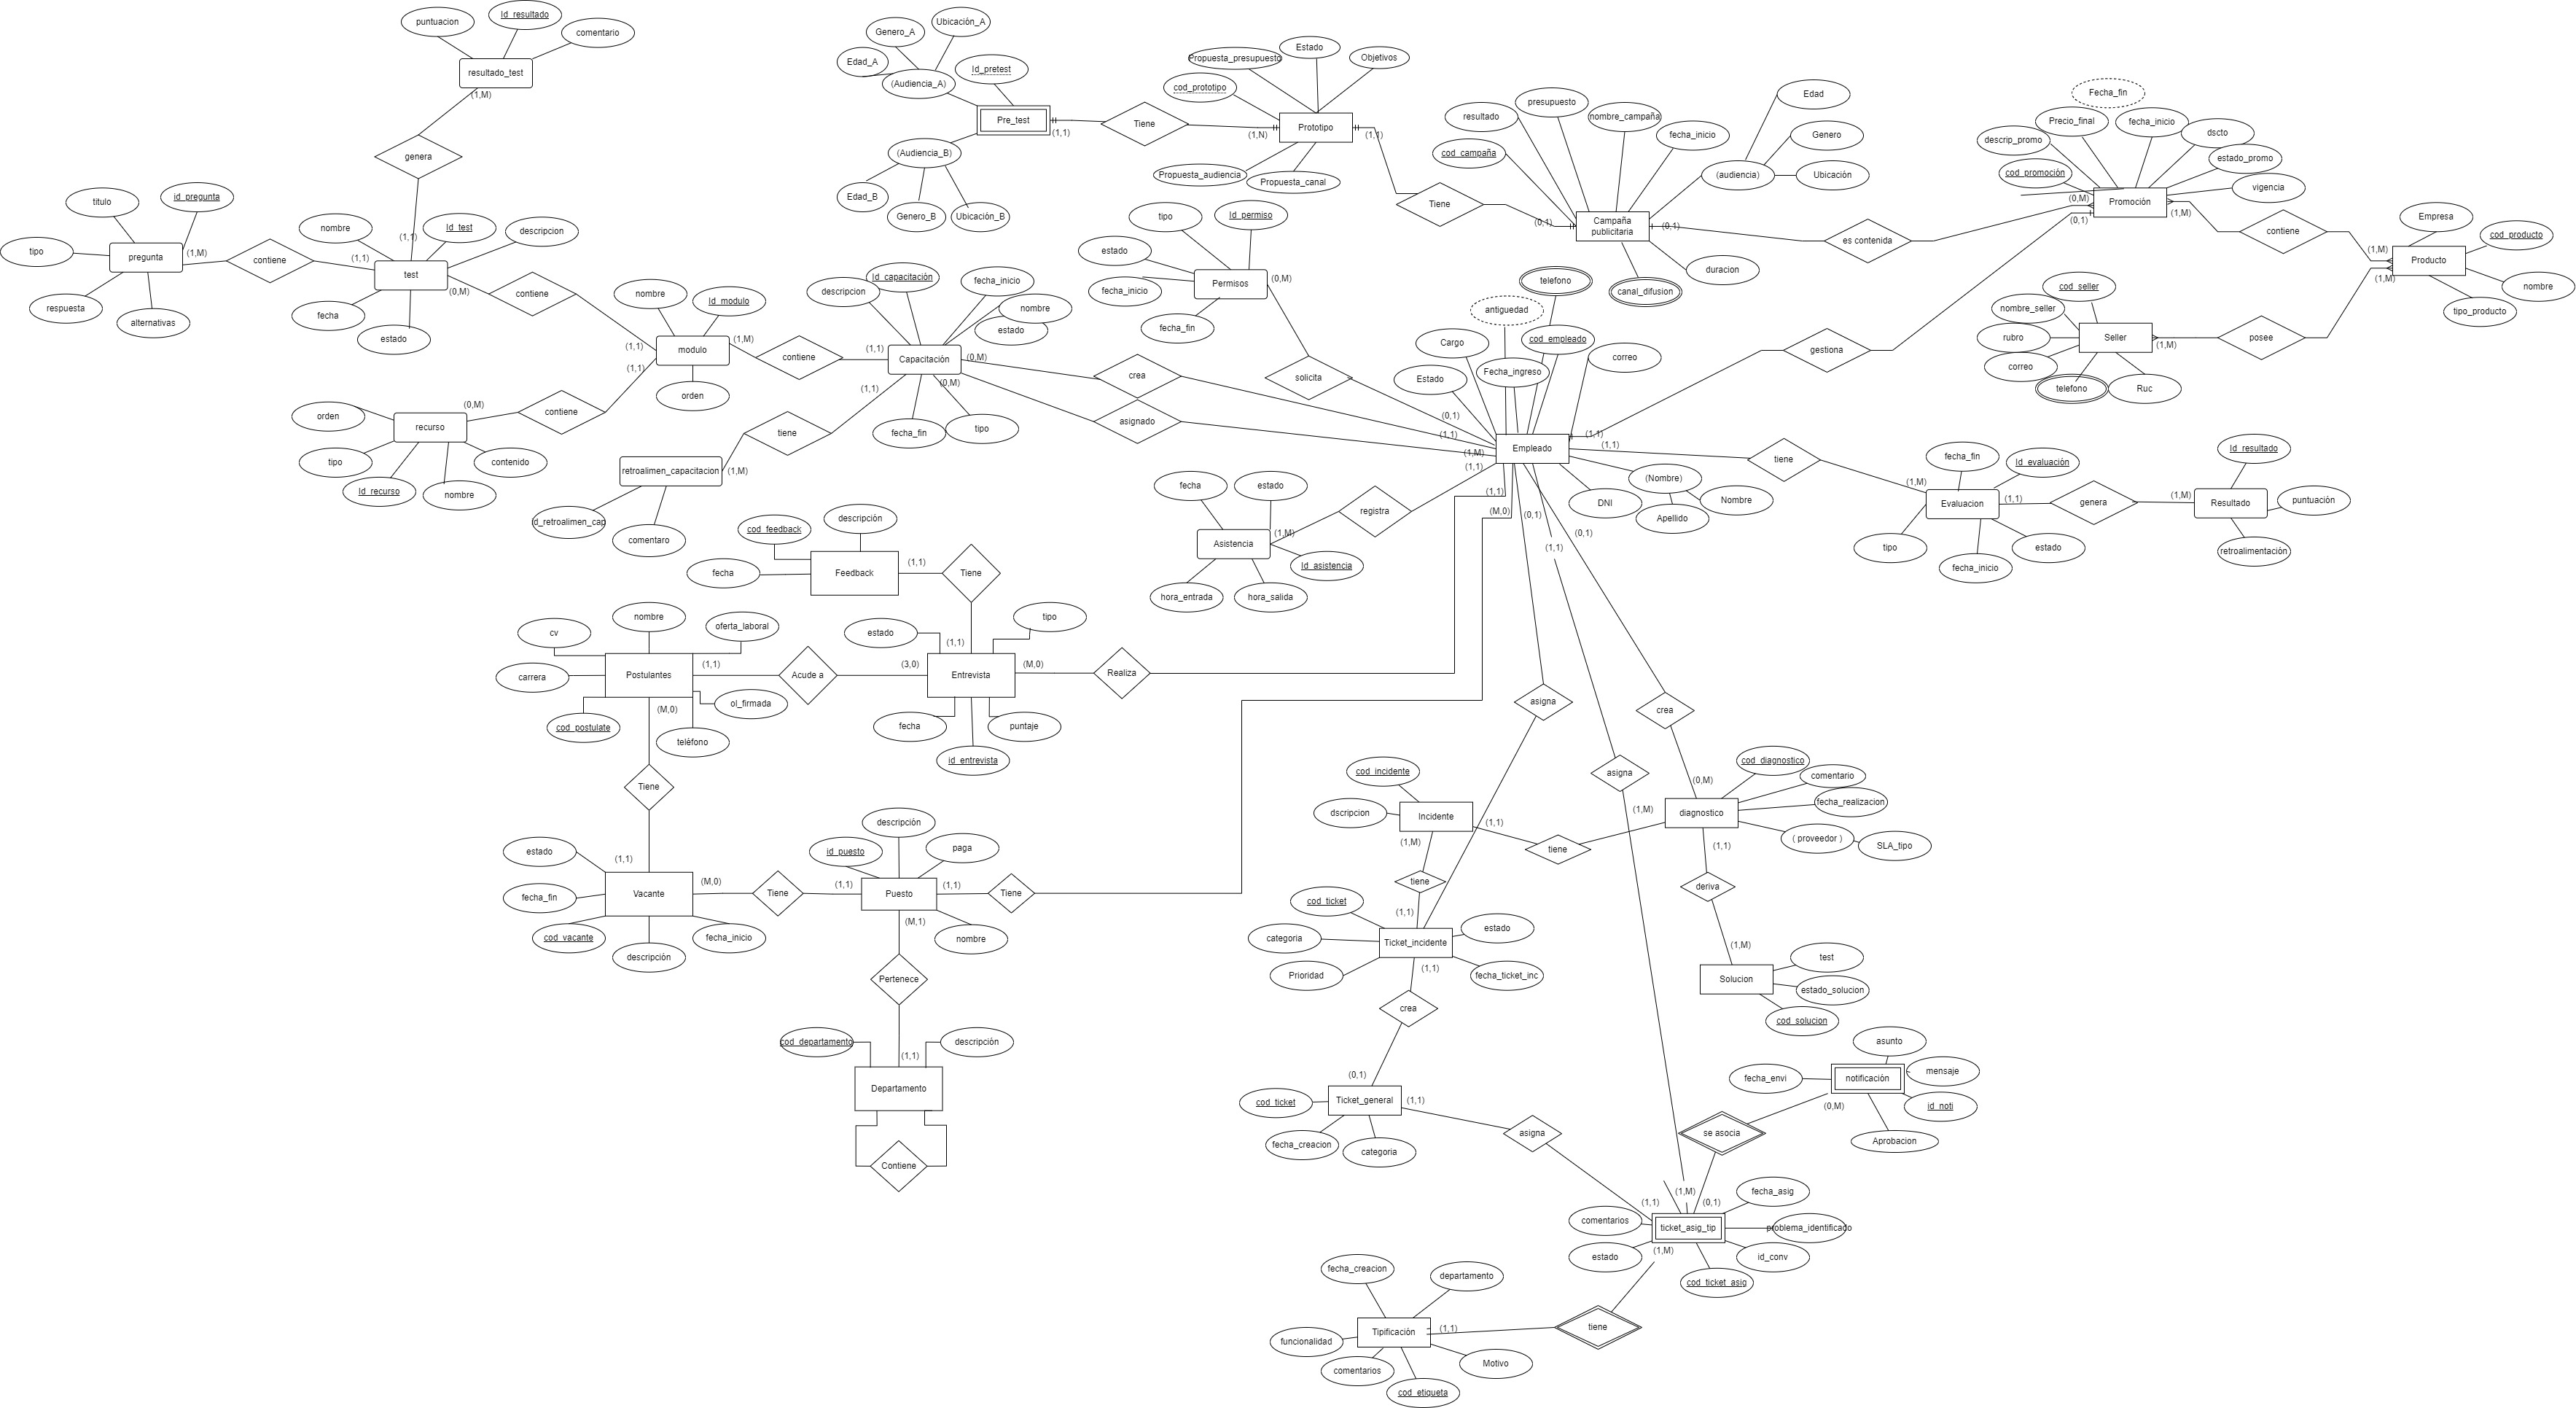 Id_resultado
puntuacion
comentario
resultado_test
(1,M)
genera
titulo
id_pregunta
tipo
pregunta
(1,M)
respuesta
alternativas
contiene
nombre
Id_test
descripcion
(1,1)
(1,1)
test
(0,M)
fecha
estado
contiene
nombre
Id_modulo
(1,1)
modulo
(1,M)
(1,1)
orden
contiene
(0,M)
orden
recurso
tipo
contenido
Id_recurso
nombre
contiene
Ubicación_A
Genero_A
Edad_A
(Audiencia_A)
Id_pretest
Pre_test
(1,1)
(Audiencia_B)
Edad_B
Genero_B
Ubicación_B
Tiene
Propuesta_presupuesto
Estado
Objetivos
cod_prototipo
(1,N)
Prototipo
(1,1)
Propuesta_audiencia
Propuesta_canal
Tiene
resultado
presupuesto
nombre_campaña
fecha_inicio
cod_campaña
Edad
Genero
(audiencia)
Ubicación
(0,1)
Campaña
publicitaria
(0,1)
duracion
canal_difusion
es contenida
Fecha_fin
Precio_final
fecha_inicio
dscto
descrip_promo
estado_promo
cod_promoción
vigencia
(0,M)
Promoción
(1,M)
(0,1)
contiene
Empresa
cod_producto
(1,M)
Producto
nombre
(1,M)
tipo_producto
cod_seller
nombre_seller
rubro
Seller
(1,M)
correo
telefono
Ruc
posee
gestiona
tipo
Id_permiso
estado
Permisos
(0,M)
fecha_inicio
fecha_fin
solicita
Id_capacitación
descripcion
fecha_inicio
nombre
estado
(1,1)
Capacitación
(0,M)
(0,M)
(1,1)
fecha_fin
tipo
crea
asignado
tiene
retroalimen_capacitacion
(1,M)
d_retroalimen_cap
comentaro
telefono
antiguedad
cod_empleado
Cargo
correo
Estado
Fecha_ingreso
(0,1)
(1,1)
(1,M)
(1,1)
Empleado
(1,1)
(1,1)
(Nombre)
Nombre
DNI
Apellido
(1,1)
(M,0)
(0,1)
(1,1)
(0,1)
tiene
fecha_fin
Id_evaluación
(1,M)
Evaluacion
(1,1)
tipo
estado
fecha_inicio
genera
Id_resultado
(1,M)
Resultado
puntuación
retroalimentación
registra
fecha
estado
Asistencia
(1,M)
Id_asistencia
hora_entrada
hora_salida
cod_feedback
descripción
fecha
Feedback
(1,1)
Tiene
nombre
cv
oferta_laboral
carrera
Postulantes
(1,1)
(M,0)
ol_firmada
cod_postulate
teléfono
Acude a
estado
tipo
(1,1)
(3,0)
Entrevista
(M,0)
fecha
puntaje
id_entrevista
Realiza
Tiene
(1,1)
estado
fecha_fin
Vacante
(M,0)
cod_vacante
descripción
fecha_inicio
Tiene
descripción
id_puesto
paga
(1,1)
Puesto
(1,1)
(M,1)
nombre
Tiene
Pertenece
cod_departamento
descripción
(1,1)
Departamento
Contiene
asigna
asigna
crea
cod_incidente
dscripcion
Incidente
(1,1)
(1,M)
tiene
tiene
cod_diagnostico
comentario
fecha_realizacion
(0,M)
(1,M)
diagnostico
( proveedor )
SLA_tipo
(1,1)
deriva
(1,M)
Solucion
test
estado_solucion
cod_solucion
cod_ticket
(1,1)
estado
categoria
Ticket_incidente
Prioridad
(1,1)
fecha_ticket_inc
crea
(0,1)
cod_ticket
Ticket_general
(1,1)
fecha_creacion
categoria
asigna
asunto
fecha_envi
notificación
mensaje
(0,M)
id_noti
Aprobacion
se asocia
(1,1)
(1,M)
(0,1)
fecha_asig
comentarios
ticket_asig_tip
problema_identificado
estado
(1,M)
id_conv
cod_ticket_asig
tiene
fecha_creacion
departamento
funcionalidad
Tipificación
(1,1)
comentarios
Motivo
cod_etiqueta